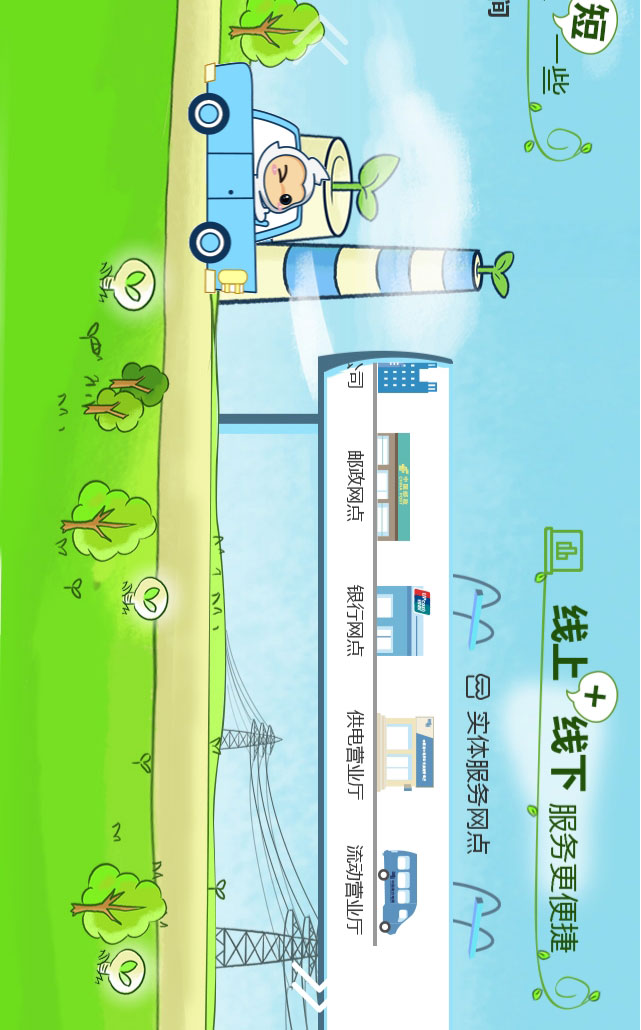 间
短
一些
线上 + 线下 服务更便捷
实体服务网点
司
邮政网点
银行网点
供电营业厅
流动营业厅